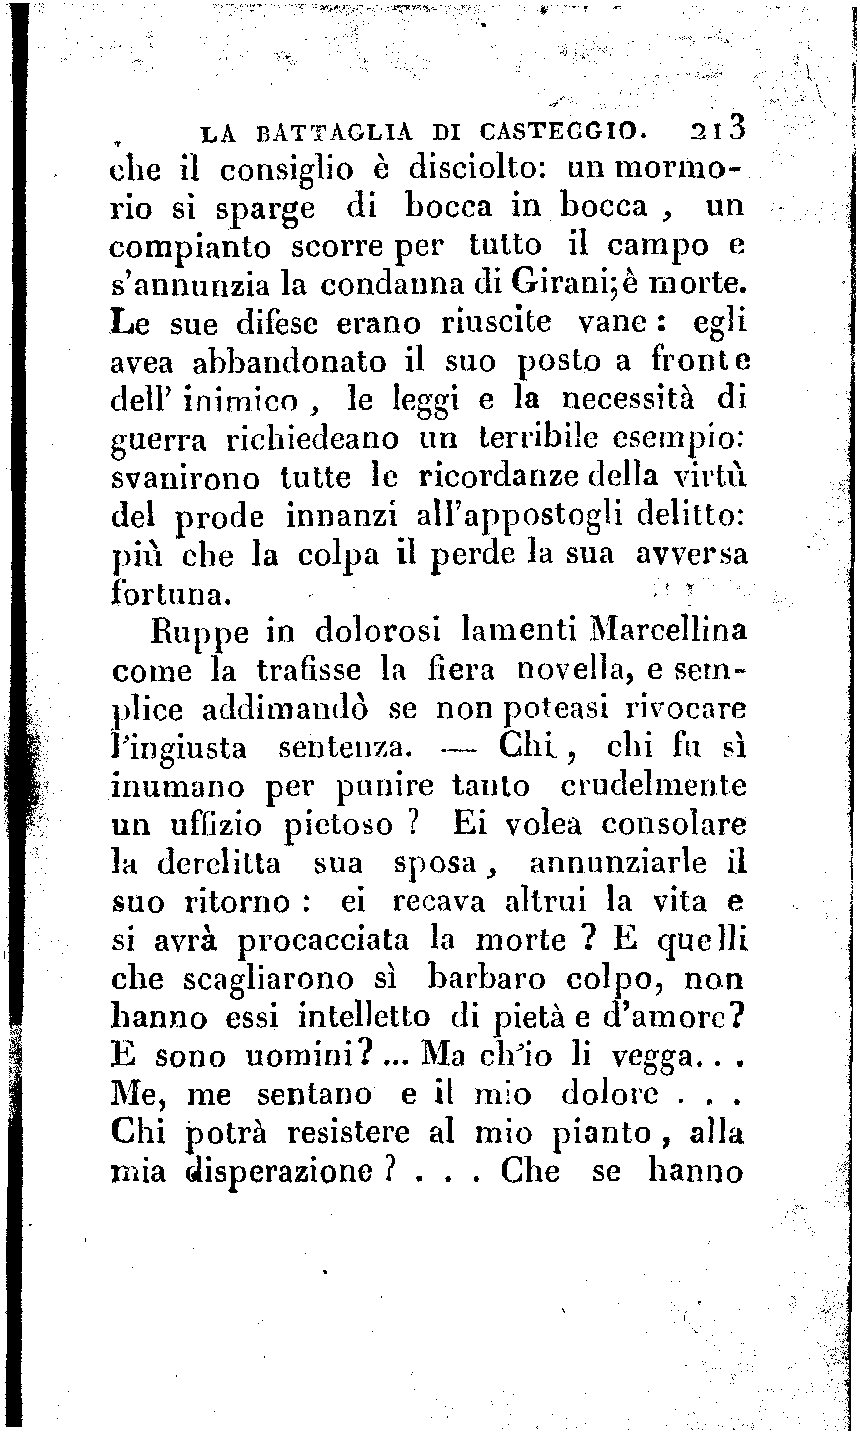 LA BATTAGLIA DI CASTEGGIO. 213
che il consiglio è disciolto: un mormo-
rio si sparge di bocca in bocca , un
compianto scorre per tutto il campo e
s'annunzia la condanna di Girani; è morte.
Le sue difese erano riuscite vane : egli
avea abbandonato il suo posto a fronte
dell' inimico , le leggi e la necessità di
guerra richiedeano un terribile esempio:
svanirono tutte le ricordanze della virtù
del prode innanzi all'appostogli delitto:
più che la colpa il perde la sua avversa
fortuna.
Ruppe in dolorosi lamenti Marcellina
come la trafisse la fiera novella, e sem-
plice addimandò se non poteasi rivocare
l'ingiusta sentenza. — Chi , chi fu sì
inumano per punire tanto crudelmente
un uffizio pietoso ? Ei volea consolare
la derelitta sua sposa , annunziarle il
suo ritorno : ei recava altrui la vita e
si avrà procacciata la morte ? E quelli
che scagliarono sì barbaro colpo, non
hanno essi intelletto di pietà e d'amore?
E sono uomini? ... Ma ch'io li vegga. . .
Me, me sentano e il mio dolore . . .
Chi potrà resistere al mio pianto , alla
mia disperazione ? . . . Che se hanno